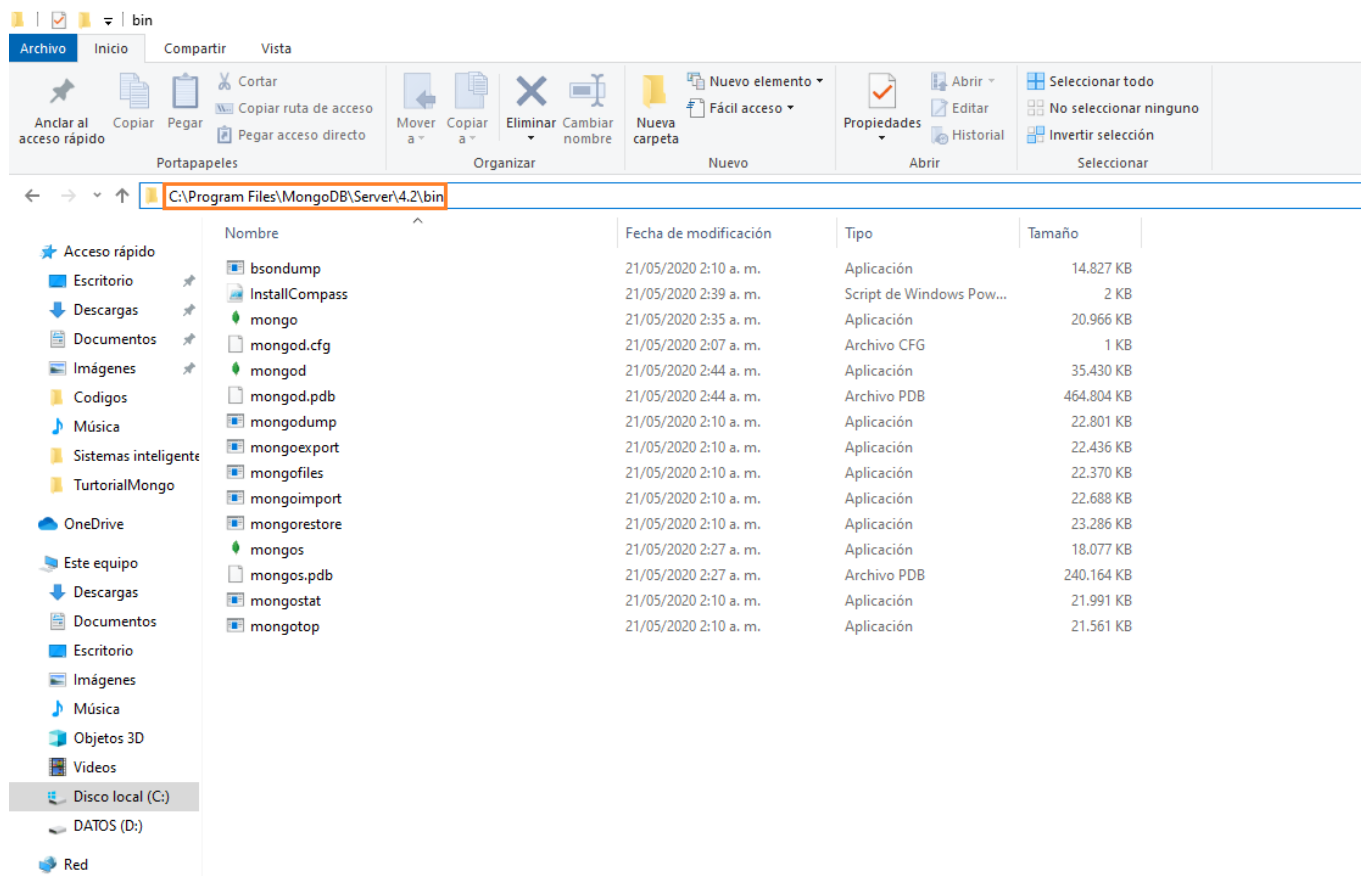 bin
Archivo Inicio Compartir Vista
Anclar al acceso rápido
Copiar
Pegar
Cortar
Copiar ruta de acceso
Pegar acceso directo
Portapapeles
Mover a
Copiar a
Eliminar
Cambiar nombre
Organizar
Nueva carpeta
Nuevo elemento
Fácil acceso
Nuevo
Propiedades
Abrir
Editar
Historial
Abrir
Seleccionar todo
No seleccionar ninguno
Invertir selección
Seleccionar
C:\Program Files\MongoDB\Server\4.2\bin
Acceso rápido
Escritorio
Descargas
Documentos
Imágenes
Codigos
Música
Sistemas inteligente
TurtorialMongo
OneDrive
Este equipo
Descargas
Documentos
Escritorio
Imágenes
Música
Objetos 3D
Videos
Disco local (C:)
DATOS (D:)
Red
Nombre Fecha de modificación Tipo Tamaño
bsondump 21/05/2020 2:10 a. m. Aplicación 14.827 KB
InstallCompass 21/05/2020 2:39 a. m. Script de Windows Pow... 2 KB
mongo 21/05/2020 2:35 a. m. Aplicación 20.966 KB
mongod.cfg 21/05/2020 2:07 a. m. Archivo CFG 1 KB
mongod 21/05/2020 2:44 a. m. Aplicación 35.430 KB
mongod.pdb 21/05/2020 2:44 a. m. Archivo PDB 464.804 KB
mongodump 21/05/2020 2:10 a. m. Aplicación 22.801 KB
mongoexport 21/05/2020 2:10 a. m. Aplicación 22.436 KB
mongofiles 21/05/2020 2:10 a. m. Aplicación 22.370 KB
mongoimport 21/05/2020 2:10 a. m. Aplicación 22.688 KB
mongorestore 21/05/2020 2:10 a. m. Aplicación 23.286 KB
mongos 21/05/2020 2:27 a. m. Aplicación 18.077 KB
mongos.pdb 21/05/2020 2:27 a. m. Archivo PDB 240.164 KB
mongostat 21/05/2020 2:10 a. m. Aplicación 21.991 KB
mongotop 21/05/2020 2:10 a. m. Aplicación 21.561 KB